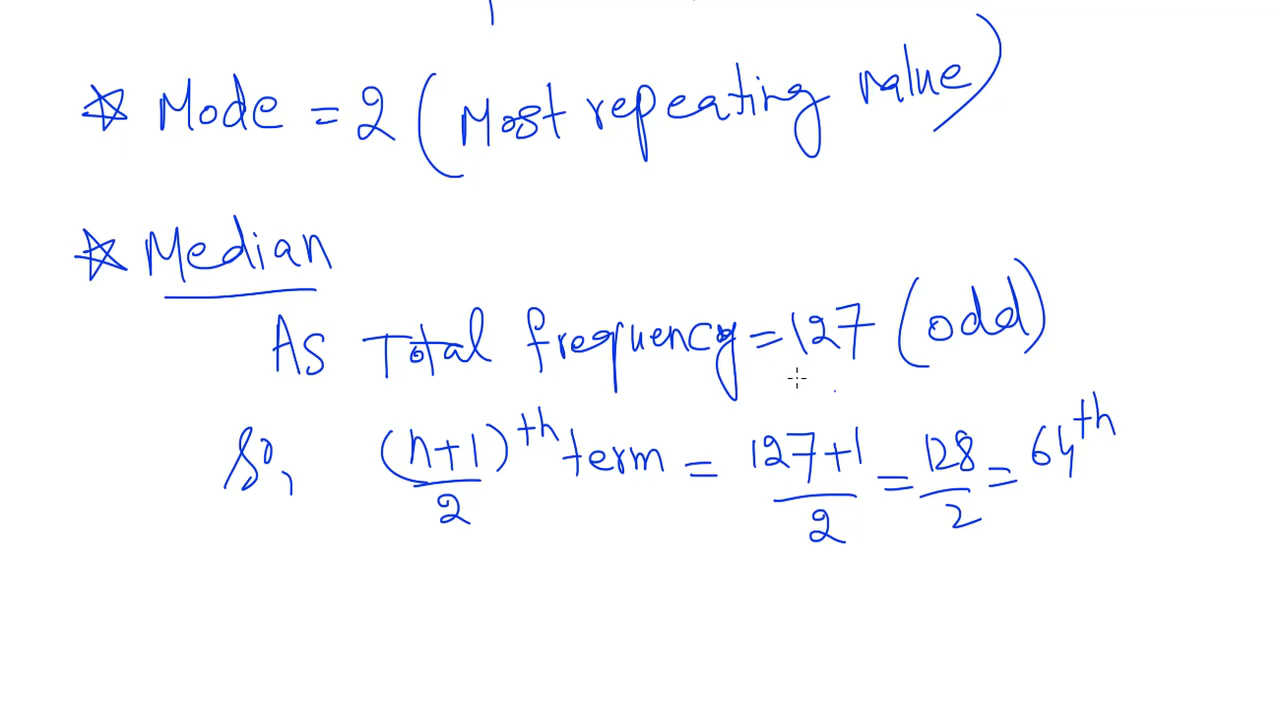 ☆ Mode = 2 (Most repeating value)
☆ Median
As Total frequency = 127 (odd)
So, (n+1)/2 th term = 127+1/2 = 128/2 = 64th